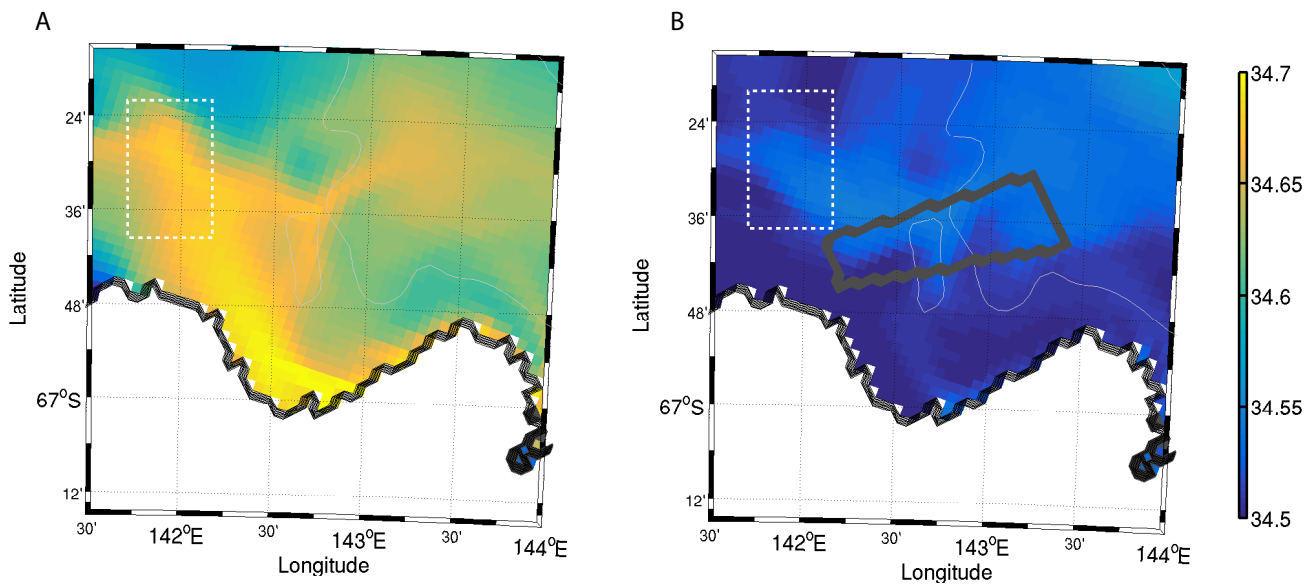 A
B
24'
36'
48'
67°S
12'
Latitude
30'
142°E
30'
143°E
30'
144°E
Longitude
24'
36'
48'
67°S
12'
Latitude
30'
142°E
30'
143°E
30'
144°E
Longitude
34.7
34.65
34.6
34.55
34.5